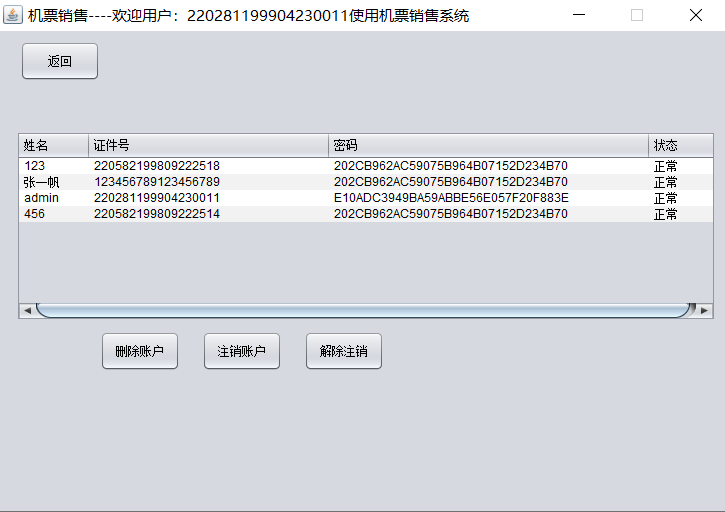 机票销售----欢迎用户：220281199904230011使用机票销售系统
返回
姓名 证件号 密码 状态
123 220582199809222518 202CB962AC59075B964B07152D234B70 正常
张一帆 123456789123456789 202CB962AC59075B964B07152D234B70 正常
admin 220281199904230011 E10ADC3949BA59ABBE56E057F20F883E 正常
456 220582199809222514 202CB962AC59075B964B07152D234B70 正常
删除账户 注销账户 解除注销